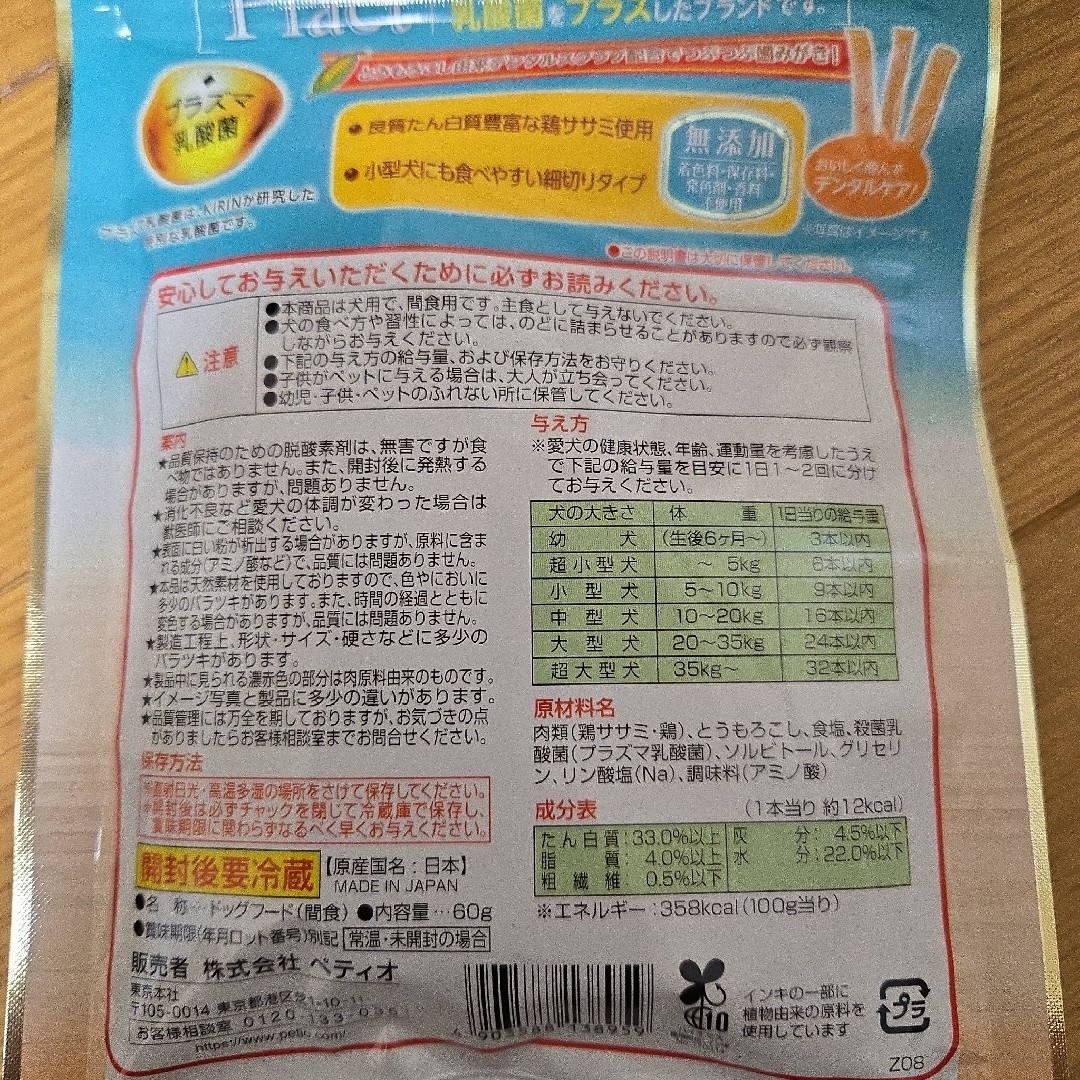 Plact
乳酸菌をプラスしたブランドです。
プラズマ
乳酸菌
KIRINが研究した
●良質たん白質豊富な鶏ササミ使用
●小型犬にも食べやすい細切りタイプ
無添加
着色料・保存料・
発色剤・香料
不使用
デンタルケア!
●この説明書は大切に保管してください。
安心してお与えいただくために必ずお読みください。
注意
●本商品は犬用で、間食用です。主食として与えないでください。
●犬の食べ方や習性によっては、のどに詰まらせることがありますので必ず観察
しながらお与えください。
●下記の与え方の給与量、および保存方法をお守りください。
●子供がペットに与える場合は、大人が立ち会ってください。
●幼児・子供・ペットのふれない所に保管してください。
案内
★品質保持のための脱酸素剤は、無害ですが食
べ物ではありません。また、開封後に発熱する
場合がありますが、問題ありません。
★消化不良など愛犬の体調が変わった場合は
獣医師にご相談ください。
★表面に白い粉が析出する場合がありますが、原料に含ま
れる成分(アミノ酸など)で、品質には問題ありません。
★本品は天然素材を使用しておりますので、色やにおいに
多少のバラツキがあります。また、時間の経過とともに
変色する場合がありますが、品質には問題ありません。
★製造工程上、形状・サイズ・硬さなどに多少の
バラツキがあります。
★製品中に見られる濃赤色の部分は肉原料由来のものです。
★イメージ写真と製品に多少の違いがあります。
★品質管理には万全を期しておりますが、お気づきの点
がありましたらお客様相談室までお問合せください。
保存方法
※直射日光・高温多湿の場所をさけて保存してください。
※開封後は必ずチャックを閉じて冷蔵庫で保存し、
賞味期限に関わらずなるべく早くお与えください。
開封後要冷蔵
【原産国名:日本】
MADE IN JAPAN
●名 称…ドッグフード(間食) ●内容量…60g
●賞味期限(年月ロット番号)別記 常温・未開封の場合
販売者 株式会社 ペティオ
東京本社
〒105-0014 東京都港区
お客様相談室 0120-133-035
与え方
※愛犬の健康状態、年齢、運動量を考慮したうえ
で下記の給与量を目安に1日1～2回に分け
てお与えください。
犬の大きさ 体 重 1日当りの給与量
幼 犬 (生後6ヶ月～) 3本以内
超小型犬 ～ 5kg 6本以内
小 型 犬 5～10kg 9本以内
中 型 犬 10～20kg 16本以内
大 型 犬 20～35kg 24本以内
超大型犬 35kg～ 32本以内
原材料名
肉類(鶏ササミ・鶏)、とうもろこし、食塩、殺菌乳
酸菌(プラズマ乳酸菌)、ソルビトール、グリセリ
ン、リン酸塩(Na)、調味料(アミノ酸)
成分表 (1本当り 約12kcal)
たん白質:33.0%以上 灰 分: 4.5%以下
脂 質: 4.0%以上 水 分:22.0%以下
粗 繊 維: 0.5%以下
※エネルギー:358kcal(100g当り)
インキの一部に
植物由来の原料を
使用しています
プラ
Z08